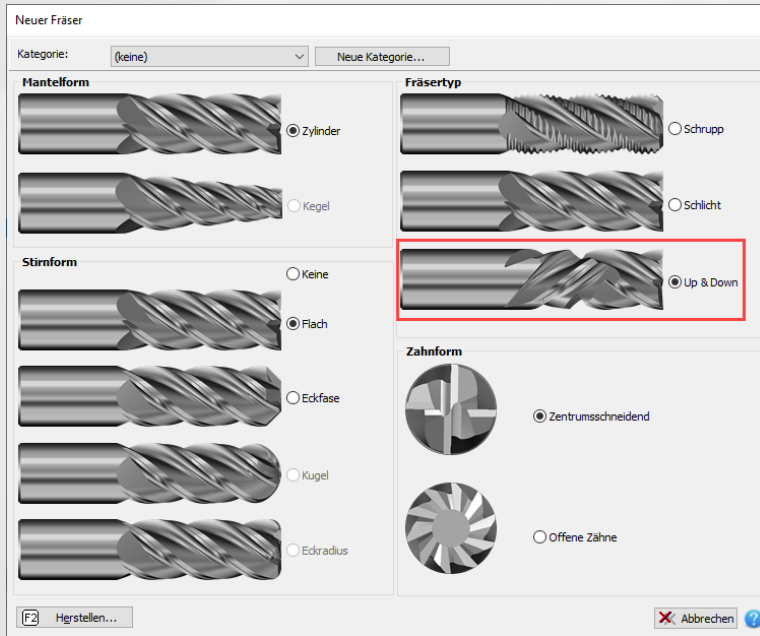 Neuer Fräser
Kategorie:
(keine)
Neue Kategorie...
Mantelform
Zylinder
Kegel
Stirnform
Keine
Flach
Eckfase
Kugel
Eckradius
Fräsertyp
Schrupp
Schlicht
Up & Down
Zahnform
Zentrumsschneidend
Offene Zähne
F2
Herstellen...
Abbrechen
?